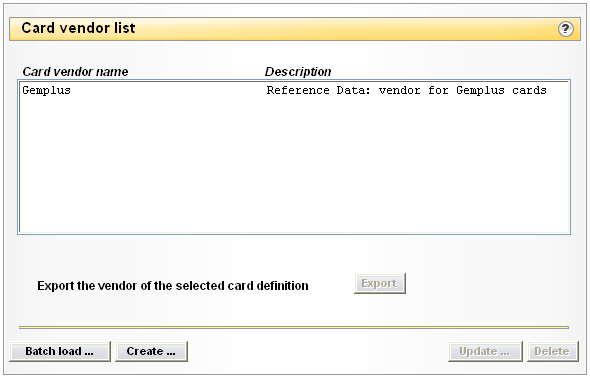 Card vendor list ?
Card vendor name Description
Gemplus Reference Data: vendor for Gemplus cards
Export the vendor of the selected card definition Export
Batch load ... Create ... Update ... Delete